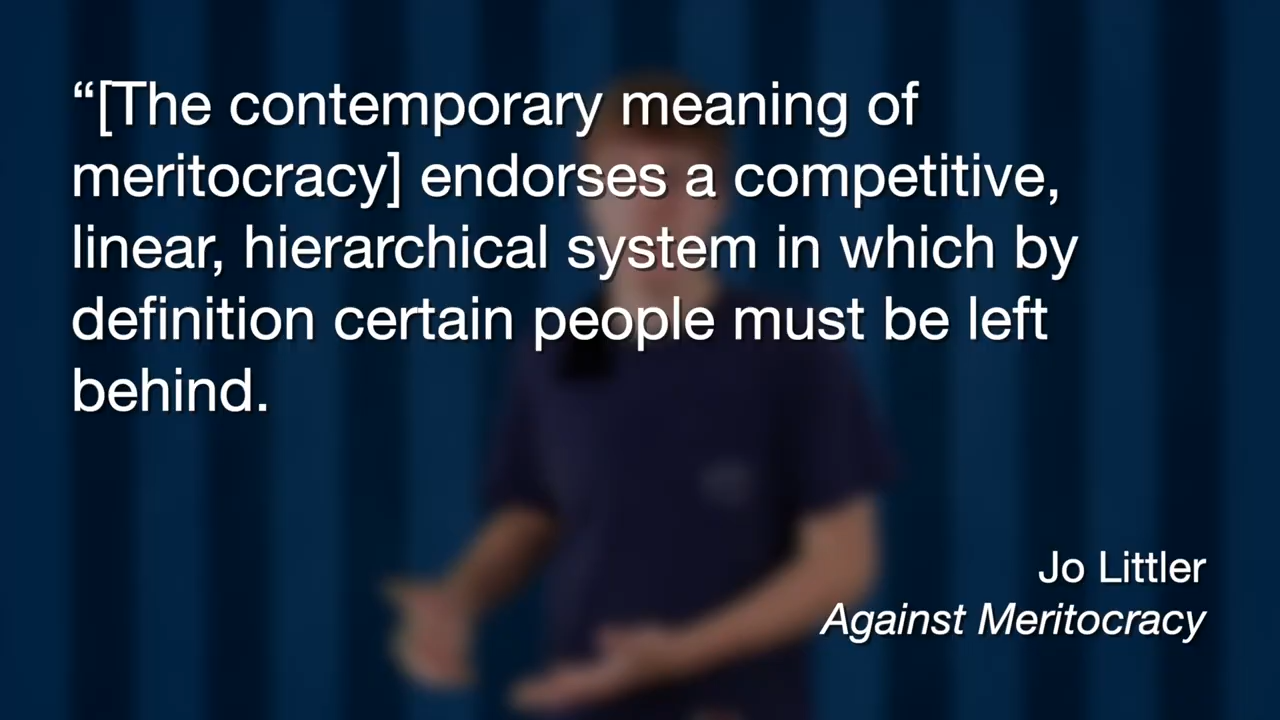 “[The contemporary meaning of
meritocracy] endorses a competitive,
linear, hierarchical system in which by
definition certain people must be left
behind.
Jo Littler
Against Meritocracy